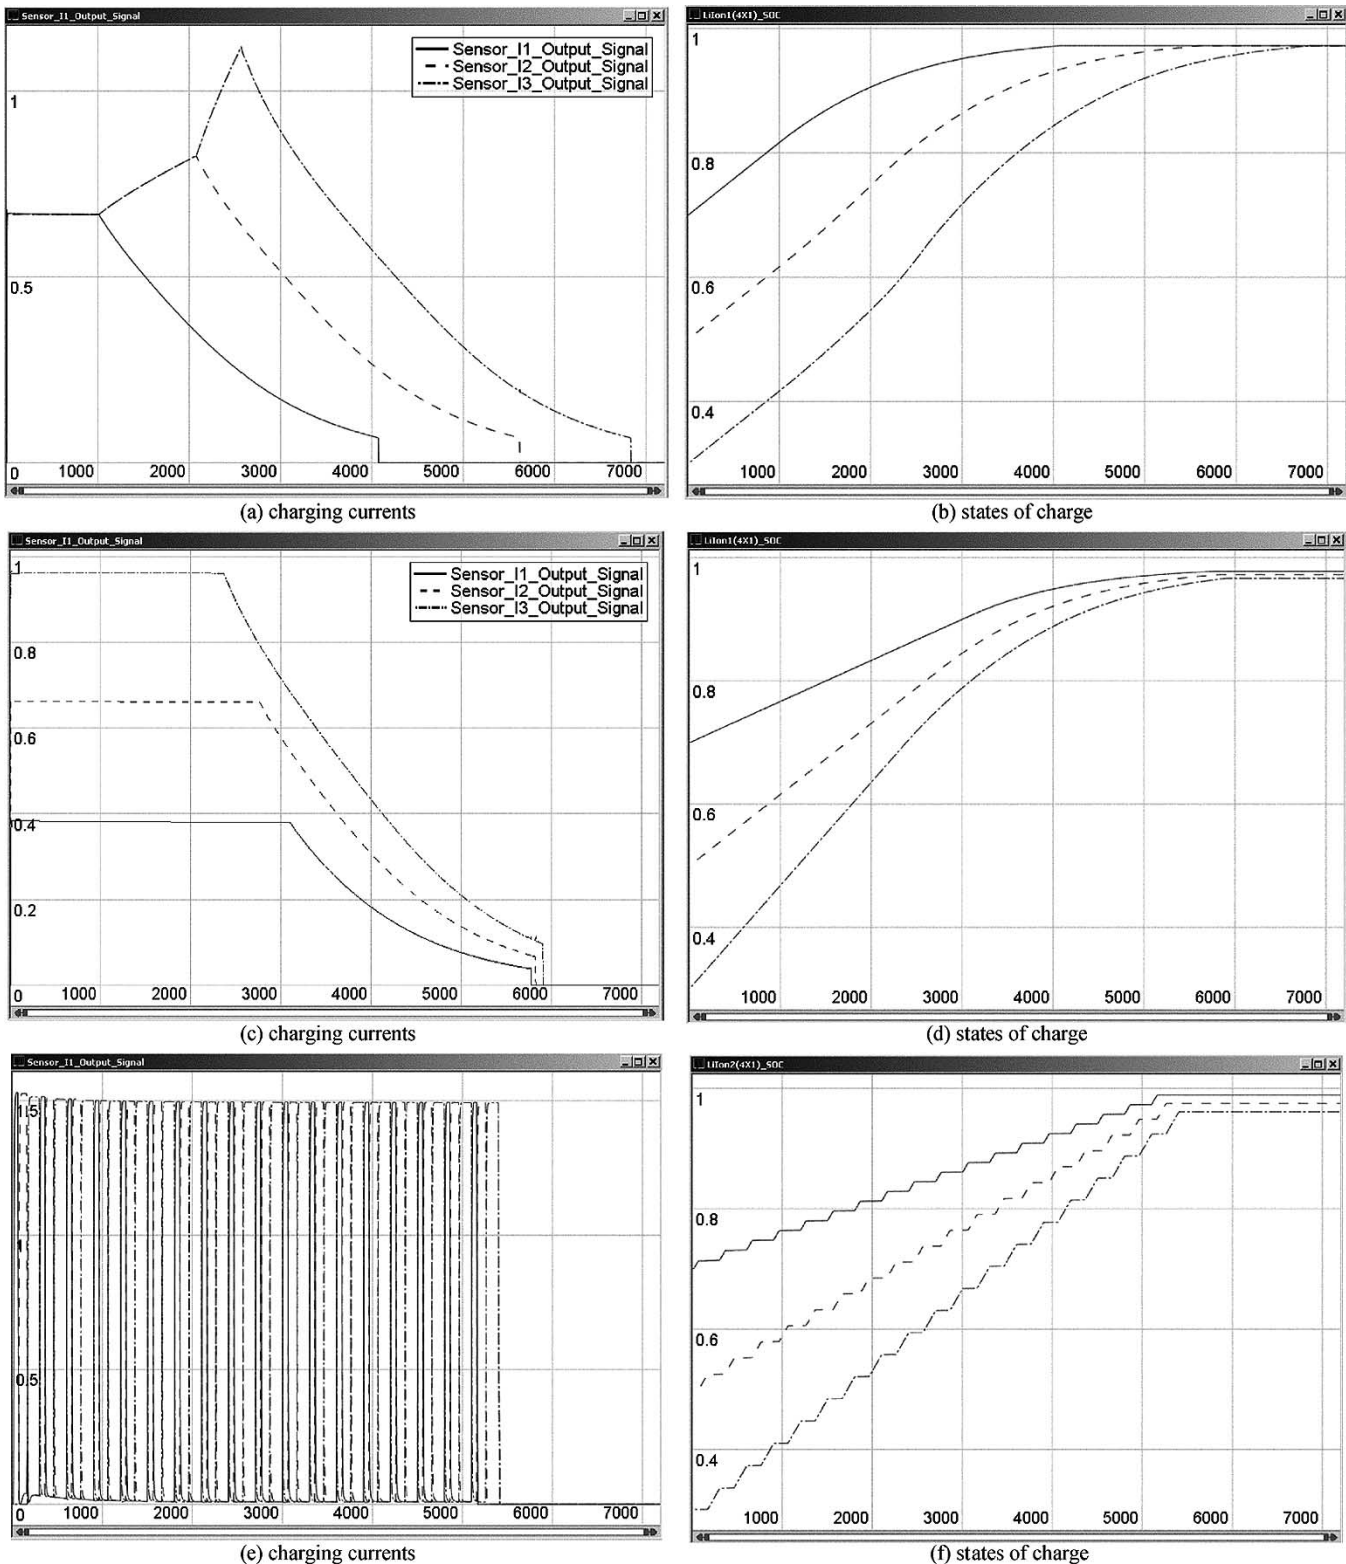 Sensor_I1_Output_Signal
Sensor_I1_Output_Signal
Sensor_I2_Output_Signal
Sensor_I3_Output_Signal
1
0.5
0 1000 2000 3000 4000 5000 6000 7000
(a) charging currents
LiIon1(4X1)_SOC
1
0.8
0.6
0.4
1000 2000 3000 4000 5000 6000 7000
(b) states of charge
Sensor_I1_Output_Signal
Sensor_I1_Output_Signal
Sensor_I2_Output_Signal
Sensor_I3_Output_Signal
1
0.8
0.6
0.4
0.2
0 1000 2000 3000 4000 5000 6000 7000
(c) charging currents
LiIon1(4X1)_SOC
1
0.8
0.6
0.4
1000 2000 3000 4000 5000 6000 7000
(d) states of charge
Sensor_I1_Output_Signal
1.5
1
0.5
0 1000 2000 3000 4000 5000 6000 7000
(e) charging currents
LiIon2(4X1)_SOC
1
0.8
0.6
0.4
1000 2000 3000 4000 5000 6000 7000
(f) states of charge